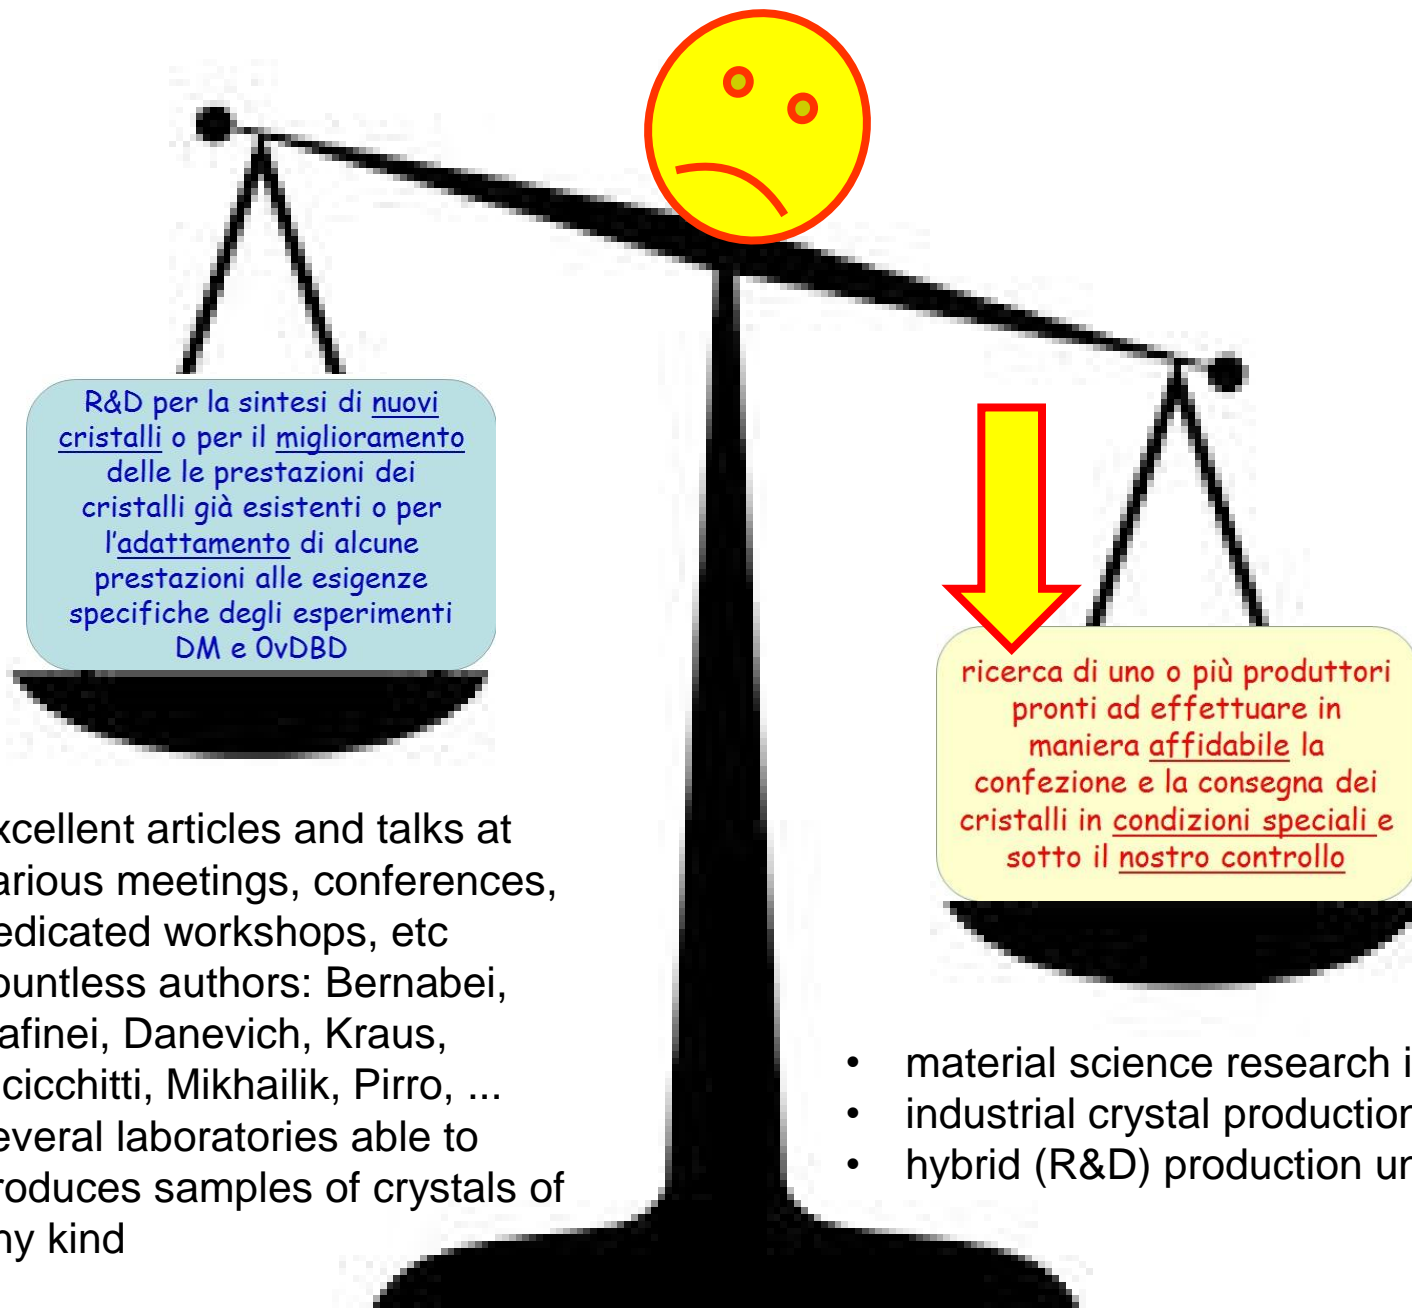 R&D per la sintesi di nuovi
cristalli o per il miglioramento
delle le prestazioni dei
cristalli già esistenti o per
l'adattamento di alcune
prestazioni alle esigenze
specifiche degli esperimenti
DM e 0νDBD
xcellent articles and talks at
arious meetings, conferences,
edicated workshops, etc
ountless authors: Bernabei,
afinei, Danevich, Kraus,
cicchitti, Mikhailik, Pirro, ...
everal laboratories able to
roduces samples of crystals of
ny kind
ricerca di uno o più produttori
pronti ad effettuare in
maniera affidabile la
confezione e la consegna dei
cristalli in condizioni speciali e
sotto il nostro controllo
• material science research i
• industrial crystal production
• hybrid (R&D) production un